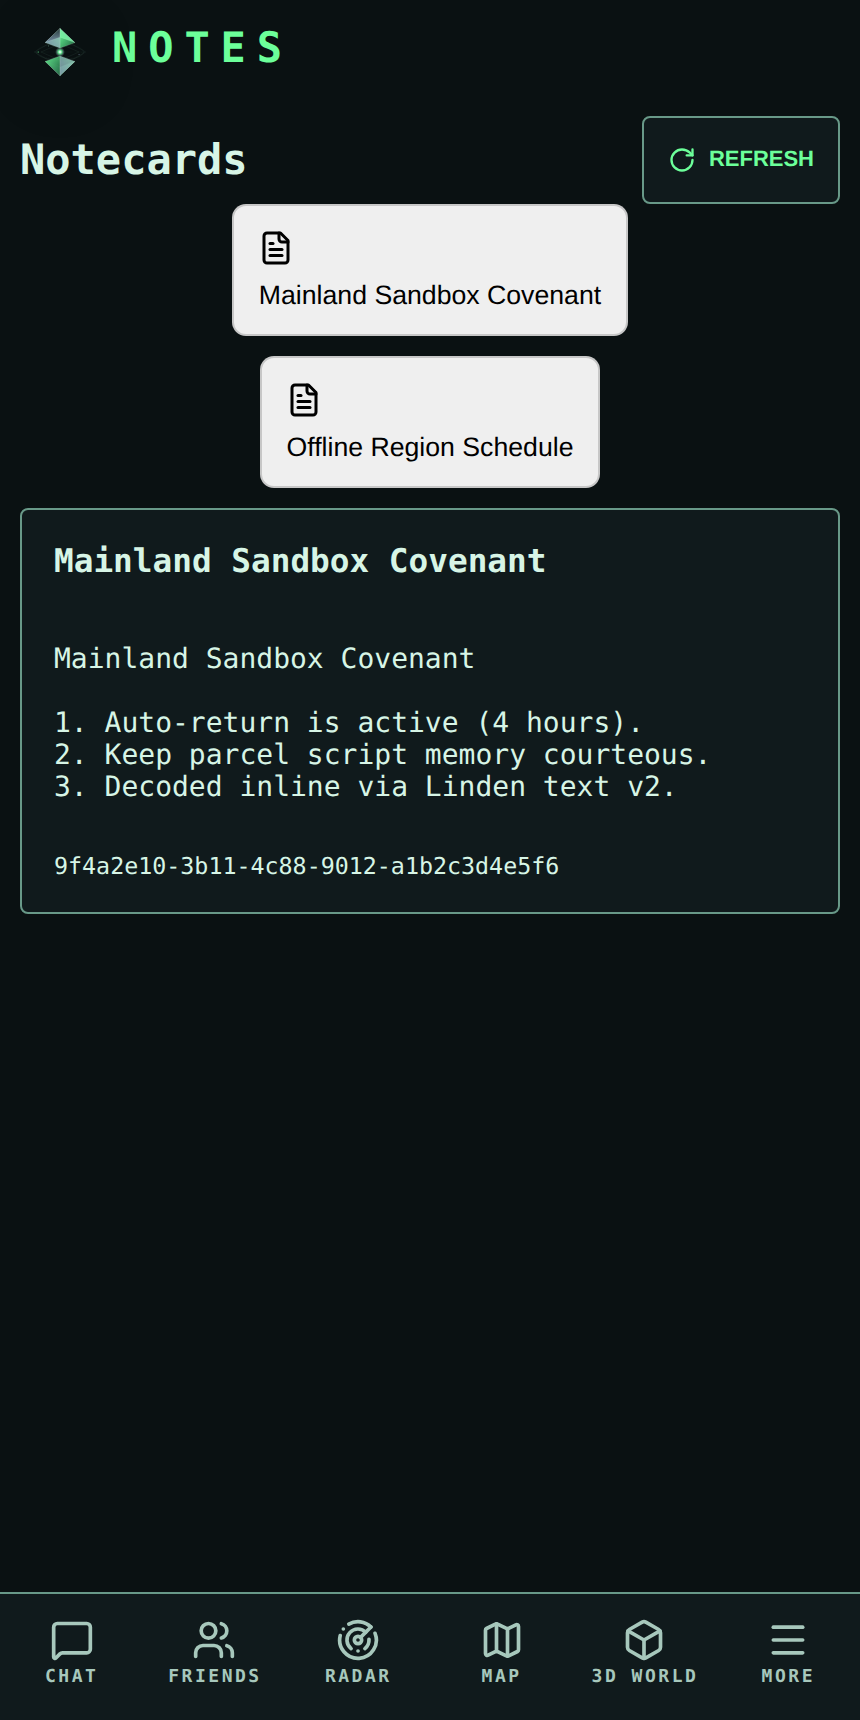 NOTES
Notecards
REFRESH
Mainland Sandbox Covenant
Offline Region Schedule
Mainland Sandbox Covenant
Mainland Sandbox Covenant
1. Auto-return is active (4 hours).
2. Keep parcel script memory courteous.
3. Decoded inline via Linden text v2.
9f4a2e10-3b11-4c88-9012-a1b2c3d4e5f6
CHAT
FRIENDS
RADAR
MAP
3D WORLD
MORE